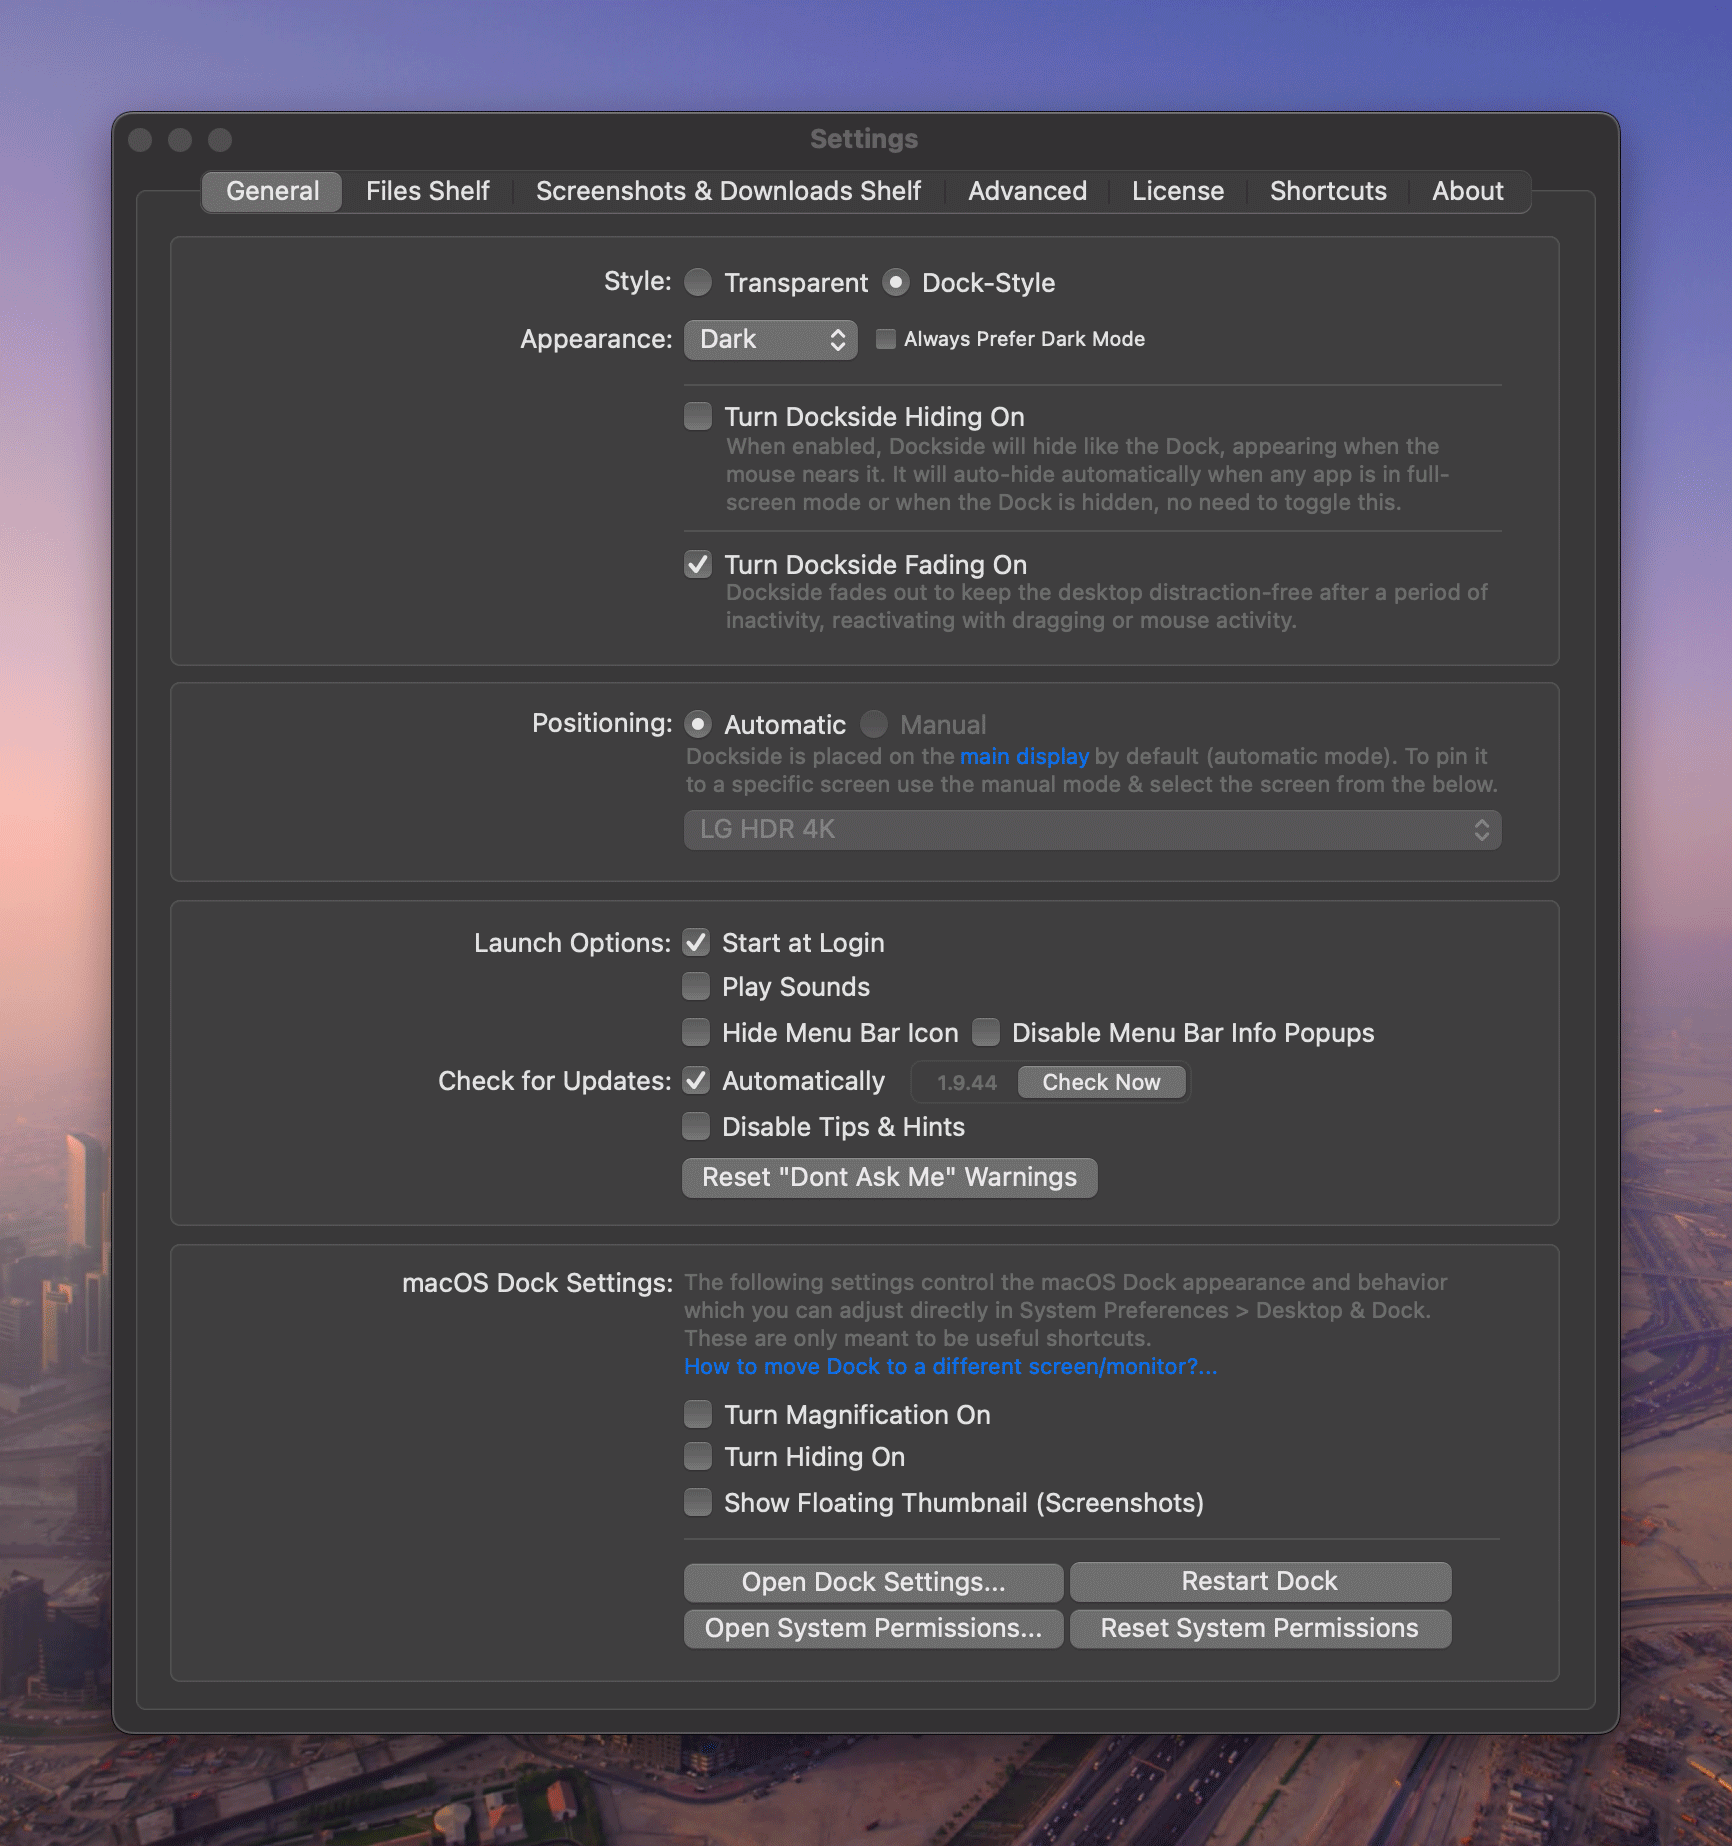 Settings
General Files Shelf Screenshots & Downloads Shelf Advanced License Shortcuts About
Style: Transparent Dock-Style
Appearance: Dark Always Prefer Dark Mode
Turn Dockside Hiding On
When enabled, Dockside will hide like the Dock, appearing when the
mouse nears it. It will auto-hide automatically when any app is in full-
screen mode or when the Dock is hidden, no need to toggle this.
Turn Dockside Fading On
Dockside fades out to keep the desktop distraction-free after a period of
inactivity, reactivating with dragging or mouse activity.
Positioning: Automatic Manual
Dockside is placed on the main display by default (automatic mode). To pin it
to a specific screen use the manual mode & select the screen from the below.
LG HDR 4K
Launch Options: Start at Login
Play Sounds
Hide Menu Bar Icon Disable Menu Bar Info Popups
Check for Updates: Automatically 1.9.44 Check Now
Disable Tips & Hints
Reset "Dont Ask Me" Warnings
macOS Dock Settings: The following settings control the macOS Dock appearance and behavior
which you can adjust directly in System Preferences > Desktop & Dock.
These are only meant to be useful shortcuts.
How to move Dock to a different screen/monitor?...
Turn Magnification On
Turn Hiding On
Show Floating Thumbnail (Screenshots)
Open Dock Settings... Restart Dock
Open System Permissions... Reset System Permissions